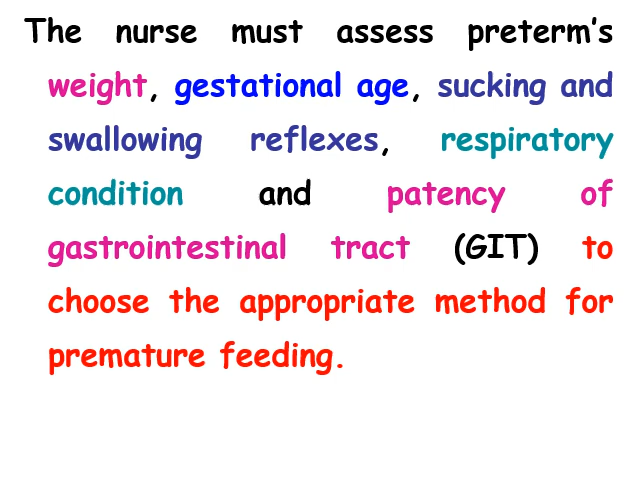 The nurse must assess preterm's
weight, gestational age, sucking and
swallowing reflexes, respiratory
condition and patency of
gastrointestinal tract (GIT) to
choose the appropriate method for
premature feeding.